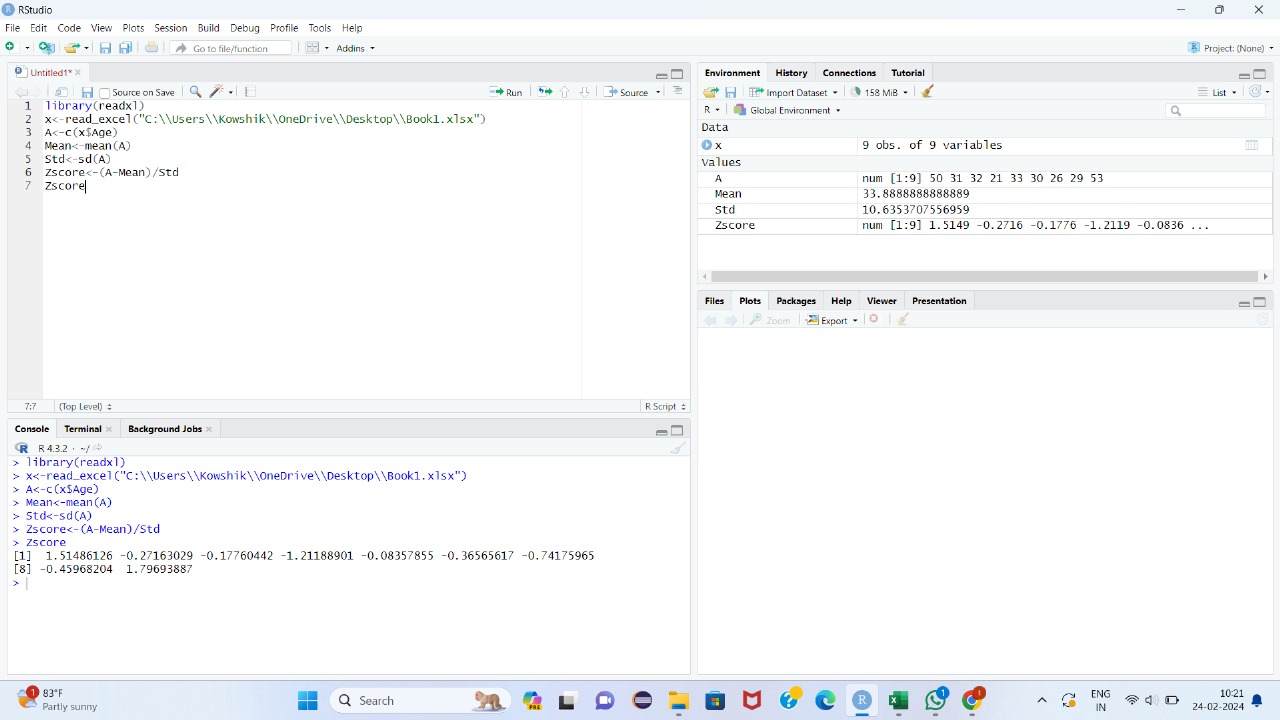 RStudio
File Edit Code View Plots Session Build Debug Profile Tools Help
Go to file/function Addins Project: (None)
Untitled1*
Source on Save Run Source
1 library(readxl)
2 x<-read_excel("C:\\Users\\Kowshik\\OneDrive\\Desktop\\Book1.xlsx")
3 A<-c(x$Age)
4 Mean<-mean(A)
5 Std<-sd(A)
6 Zscore<-(A-Mean)/Std
7 Zscore
7:7 (Top Level) R Script
Console Terminal Background Jobs
R 4.3.2 · ~/
> library(readxl)
> x<-read_excel("C:\\Users\\Kowshik\\OneDrive\\Desktop\\Book1.xlsx")
> A<-c(x$Age)
> Mean<-mean(A)
> Std<-sd(A)
> Zscore<-(A-Mean)/Std
> Zscore
[1] 1.51486126 -0.27163029 -0.17760442 -1.21188901 -0.08357855 -0.36565617 -0.74175965
[8] -0.45968204 1.79693887
>
Environment History Connections Tutorial
Import Dataset 158 MiB List
R Global Environment
Data
x 9 obs. of 9 variables
Values
A num [1:9] 50 31 32 21 33 30 26 29 53
Mean 33.8888888888889
Std 10.6353707556959
Zscore num [1:9] 1.5149 -0.2716 -0.1776 -1.2119 -0.0836 ...
Files Plots Packages Help Viewer Presentation
Zoom Export
1 83°F
Partly sunny
Search
PRE
1
1
ENG
IN
10:21
24-02-2024